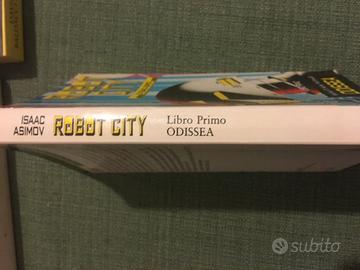 ISAAC
ASIMOV
ROBOT CITY
Libro Primo
ODISSEA
subito